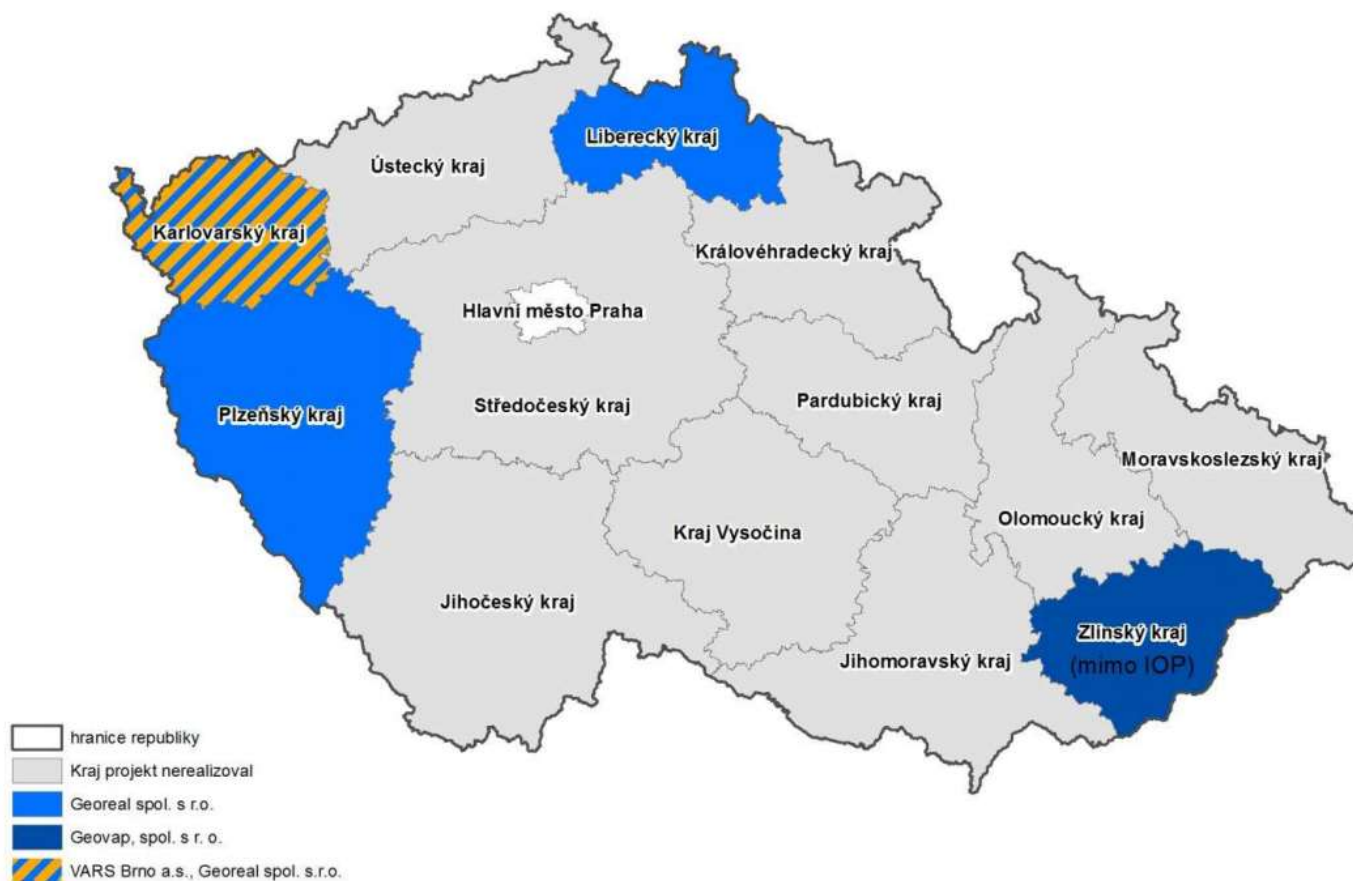 Liberecký kraj
Ústecký kraj
Karlovarský kraj
Královéhradecký kraj
Hlavní město Praha
Plzeňský kraj
Středočeský kraj
Pardubický kraj
Moravskoslezský kraj
Olomoucký kraj
Kraj Vysočina
Jihočeský kraj
Zlínský kraj
(mimo IOP)
Jihomoravský kraj
hranice republiky
Kraj projekt nerealizoval
Georeal spol. s r.o.
Geovap, spol. s r. o.
VARS Brno a.s., Georeal spol. s.r.o.